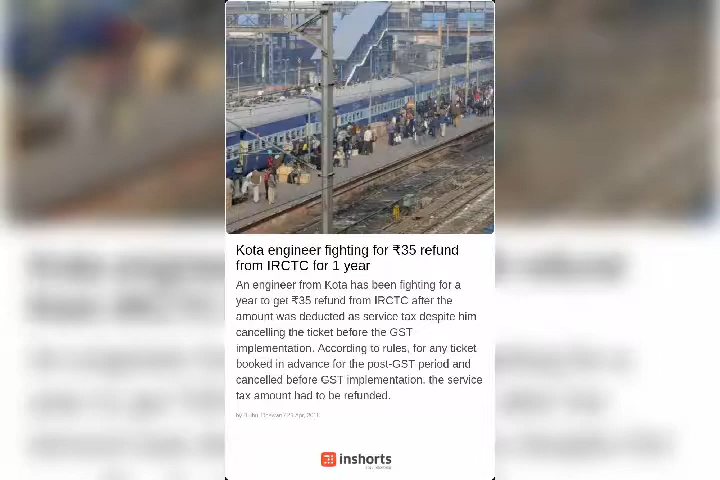 Kota engineer fighting for ₹35 refund
from IRCTC for 1 year
An engineer from Kota has been fighting for a
year to get ₹35 refund from IRCTC after the
amount was deducted as service tax despite him
cancelling the ticket before the GST
implementation. According to rules, for any ticket
booked in advance for the post-GST period and
cancelled before GST implementation, the service
tax amount had to be refunded.
by
inshorts